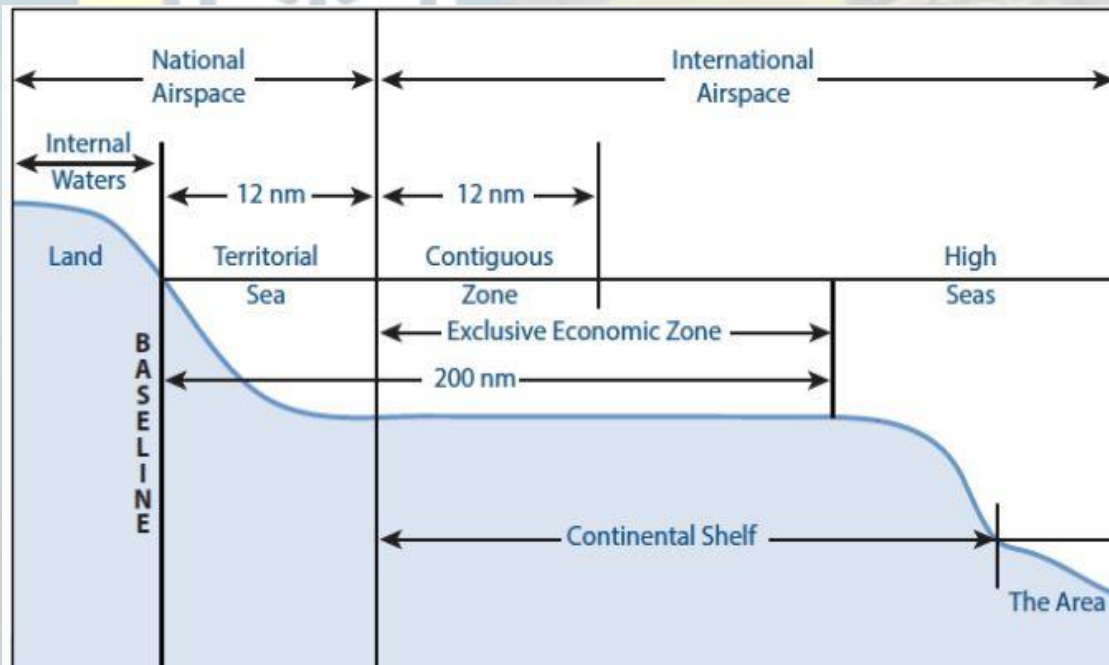 National
Airspace
International
Airspace
Internal
Waters
12 nm
12 nm
Land
Territorial
Sea
Contiguous
Zone
High
Seas
Exclusive Economic Zone
200 nm
BASELINE
Continental Shelf
The Area